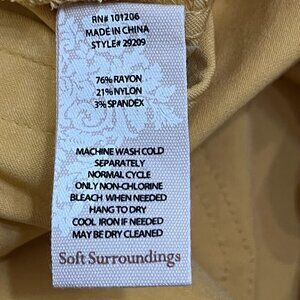 RN# 101206
MADE IN CHINA
STYLE# 29209
76% RAYON
21% NYLON
3% SPANDEX
MACHINE WASH COLD
SEPARATELY
NORMAL CYCLE
ONLY NON-CHLORINE
BLEACH WHEN NEEDED
HANG TO DRY
COOL IRON IF NEEDED
MAY BE DRY CLEANED
Soft Surroundings